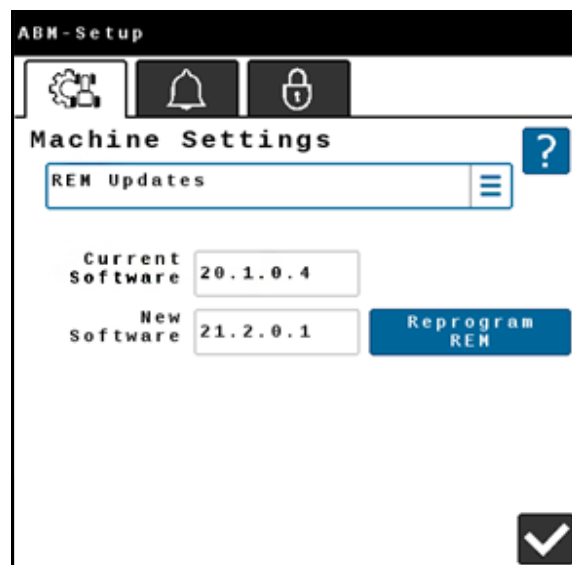 ABM-Setup
Machine Settings
?
REM Updates
Current
Software
20.1.0.4
New
Software
21.2.0.1
Reprogram
REM